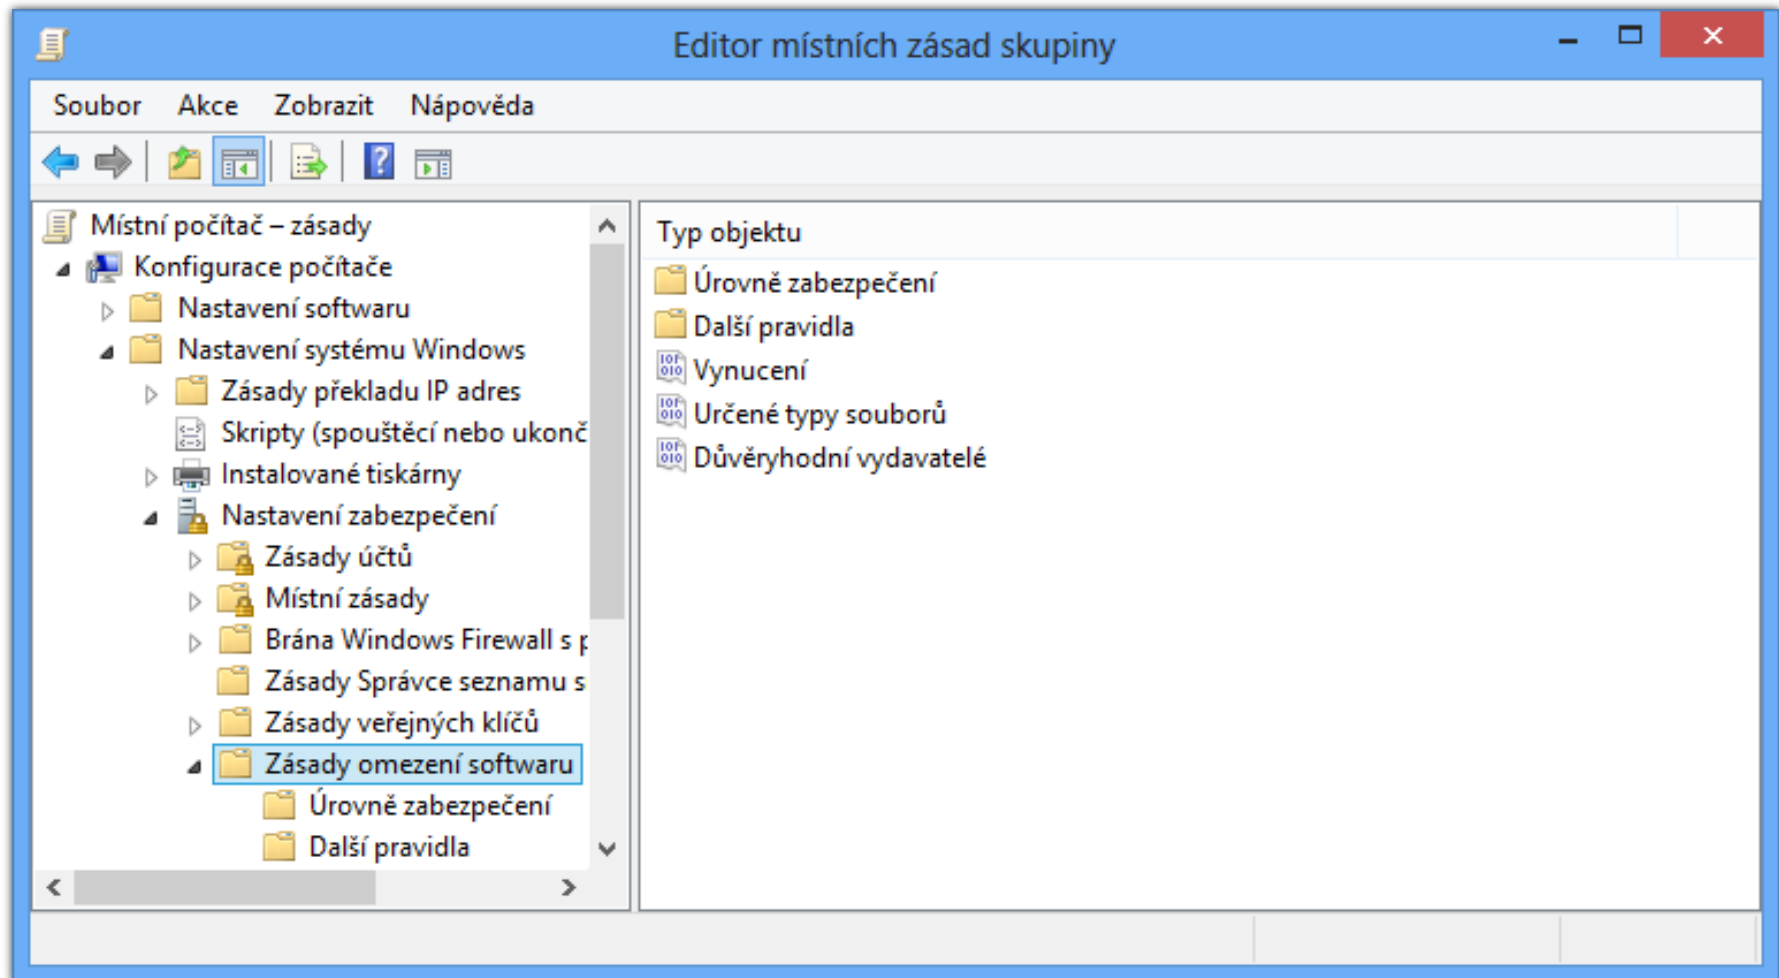 Editor místních zásad skupiny
Soubor Akce Zobrazit Nápověda
Místní počítač – zásady
Konfigurace počítače
Nastavení softwaru
Nastavení systému Windows
Zásady překladu IP adres
Skripty (spouštěcí nebo ukonč
Instalované tiskárny
Nastavení zabezpečení
Zásady účtů
Místní zásady
Brána Windows Firewall s p
Zásady Správce seznamu s
Zásady veřejných klíčů
Zásady omezení softwaru
Úrovně zabezpečení
Další pravidla
Typ objektu
Úrovně zabezpečení
Další pravidla
Vynucení
Určené typy souborů
Důvěryhodní vydavatelé